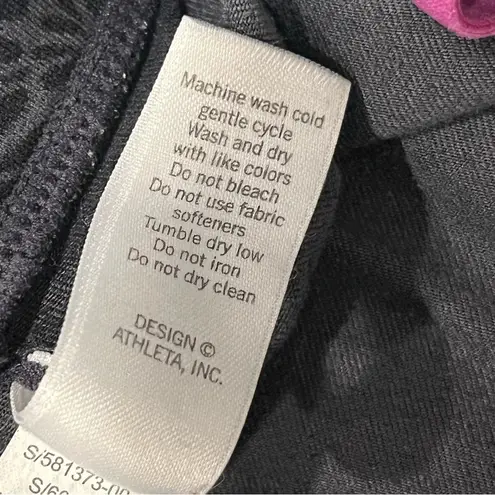 Machine wash cold
gentle cycle
Wash and dry
with like colors
Do not bleach
Do not use fabric
softeners
Tumble dry low
Do not iron
Do not dry clean
DESIGN ©
ATHLETA, INC.